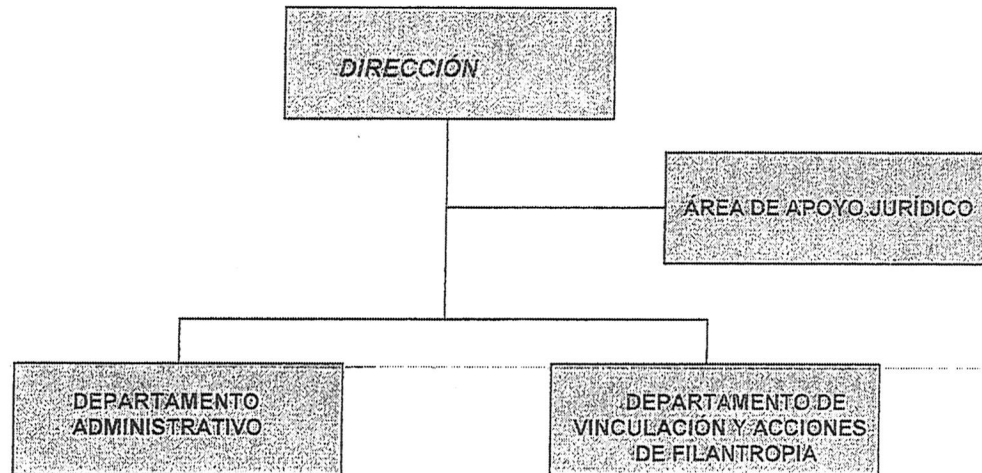 DIRECCIÓN
ÁREA DE APOYO JURÍDICO
DEPARTAMENTO
ADMINISTRATIVO
DEPARTAMENTO DE
VINCULACIÓN Y ACCIONES
DE FILANTROPIA